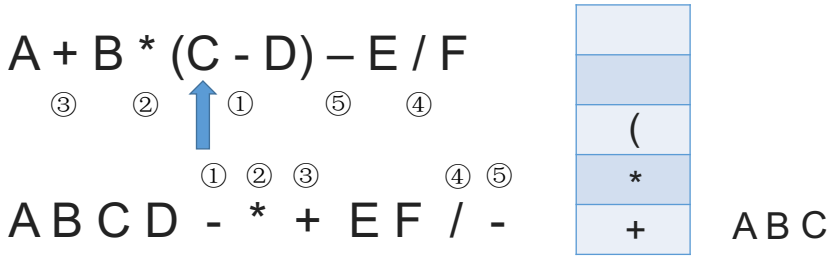 A + B * (C - D) – E / F
③ ② ① ⑤ ④
① ② ③ ④ ⑤
A B C D - * + E F / -
(
*
+
A B C